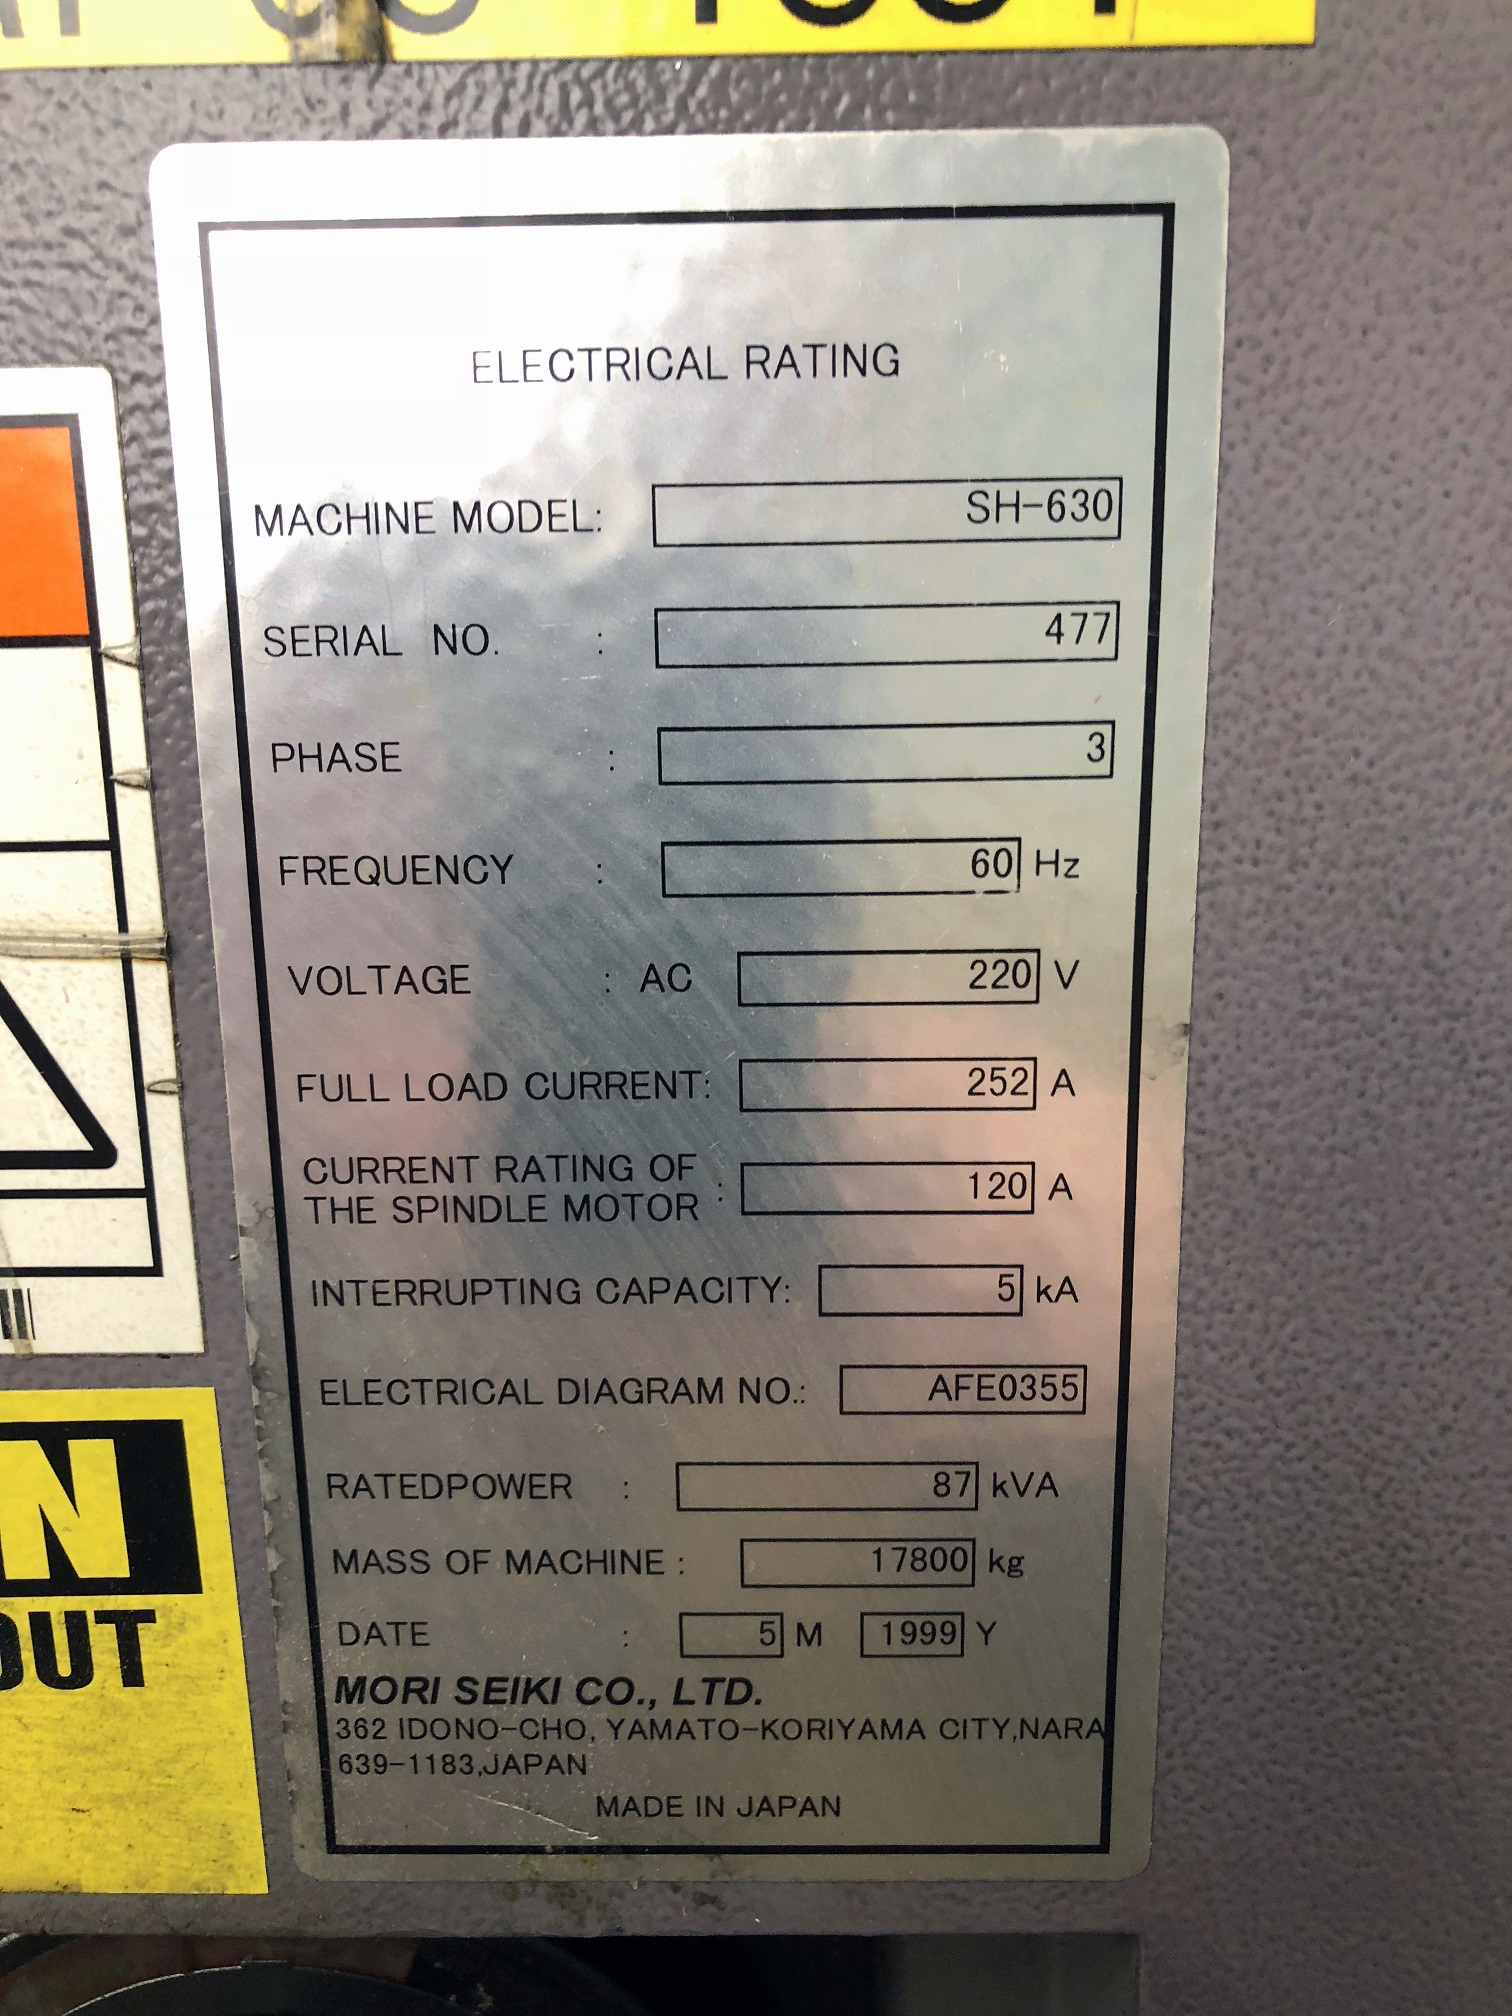 ELECTRICAL RATING
MACHINE MODEL: SH-630
SERIAL NO. : 477
PHASE : 3
FREQUENCY : 60 Hz
VOLTAGE : AC 220 V
FULL LOAD CURRENT: 252 A
CURRENT RATING OF
THE SPINDLE MOTOR : 120 A
INTERRUPTING CAPACITY: 5 kA
ELECTRICAL DIAGRAM NO.: AFE0355
RATEDPOWER : 87 kVA
MASS OF MACHINE : 17800 kg
DATE : 5 M 1999 Y
MORI SEIKI CO., LTD.
362 IDONO-CHO, YAMATO-KORIYAMA CITY,NARA
639-1183,JAPAN
MADE IN JAPAN
N
OUT